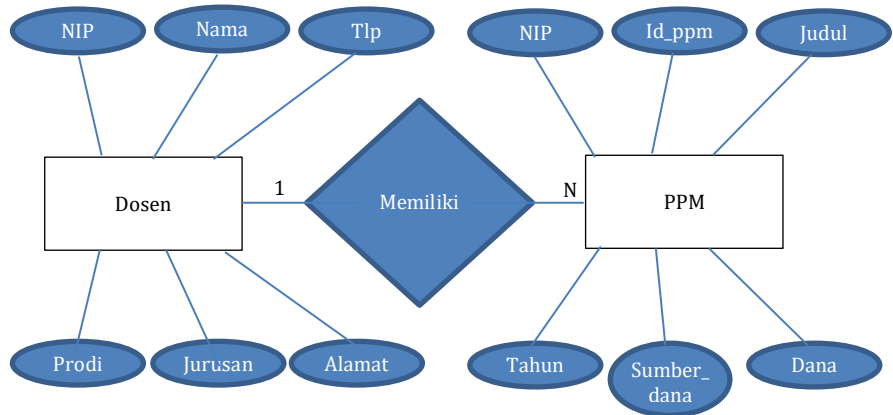 NIP
Nama
Tlp
NIP
Id_ppm
Judul
Dosen
1
Memiliki
N
PPM
Prodi
Jurusan
Alamat
Tahun
Sumber_
dana
Dana